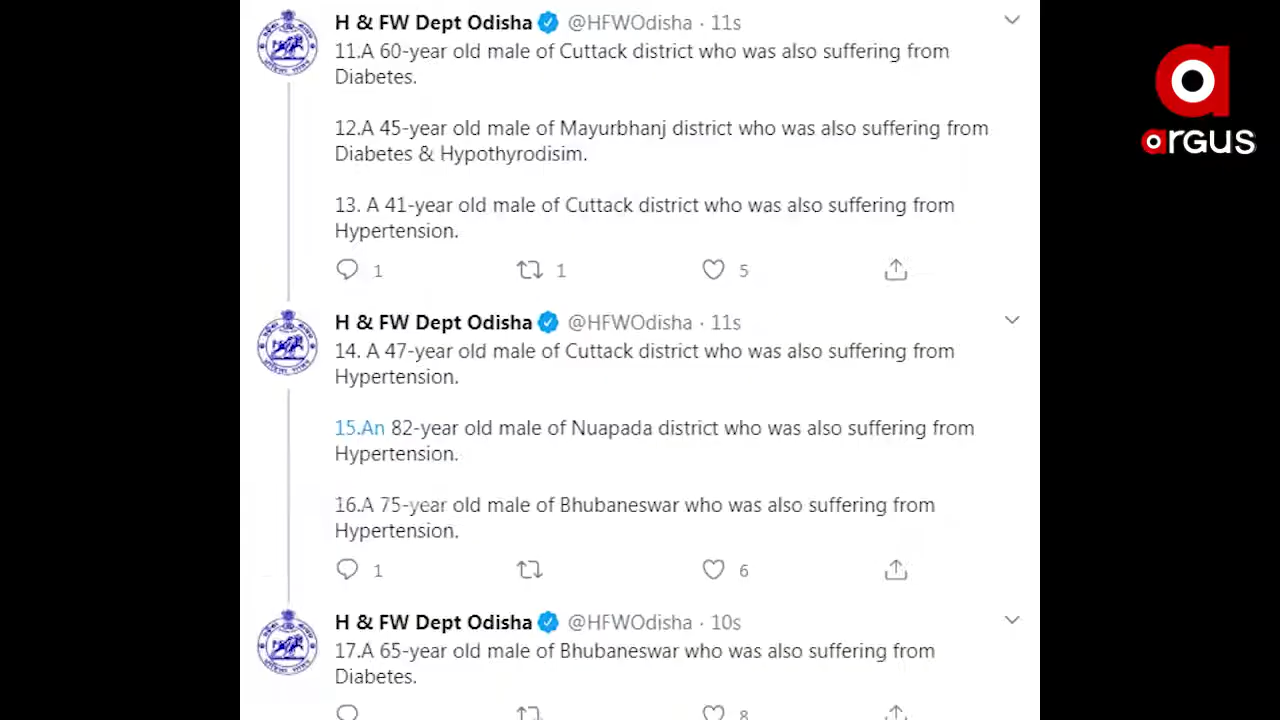 H & FW Dept Odisha @HFWOdisha · 11s
11.A 60-year old male of Cuttack district who was also suffering from
Diabetes.
12.A 45-year old male of Mayurbhanj district who was also suffering from
Diabetes & Hypothyrodisim.
13. A 41-year old male of Cuttack district who was also suffering from
Hypertension.
1 1 5
H & FW Dept Odisha @HFWOdisha · 11s
14. A 47-year old male of Cuttack district who was also suffering from
Hypertension.
15.An 82-year old male of Nuapada district who was also suffering from
Hypertension.
16.A 75-year old male of Bhubaneswar who was also suffering from
Hypertension.
1 6
H & FW Dept Odisha @HFWOdisha · 10s
17.A 65-year old male of Bhubaneswar who was also suffering from
Diabetes.
8
argus